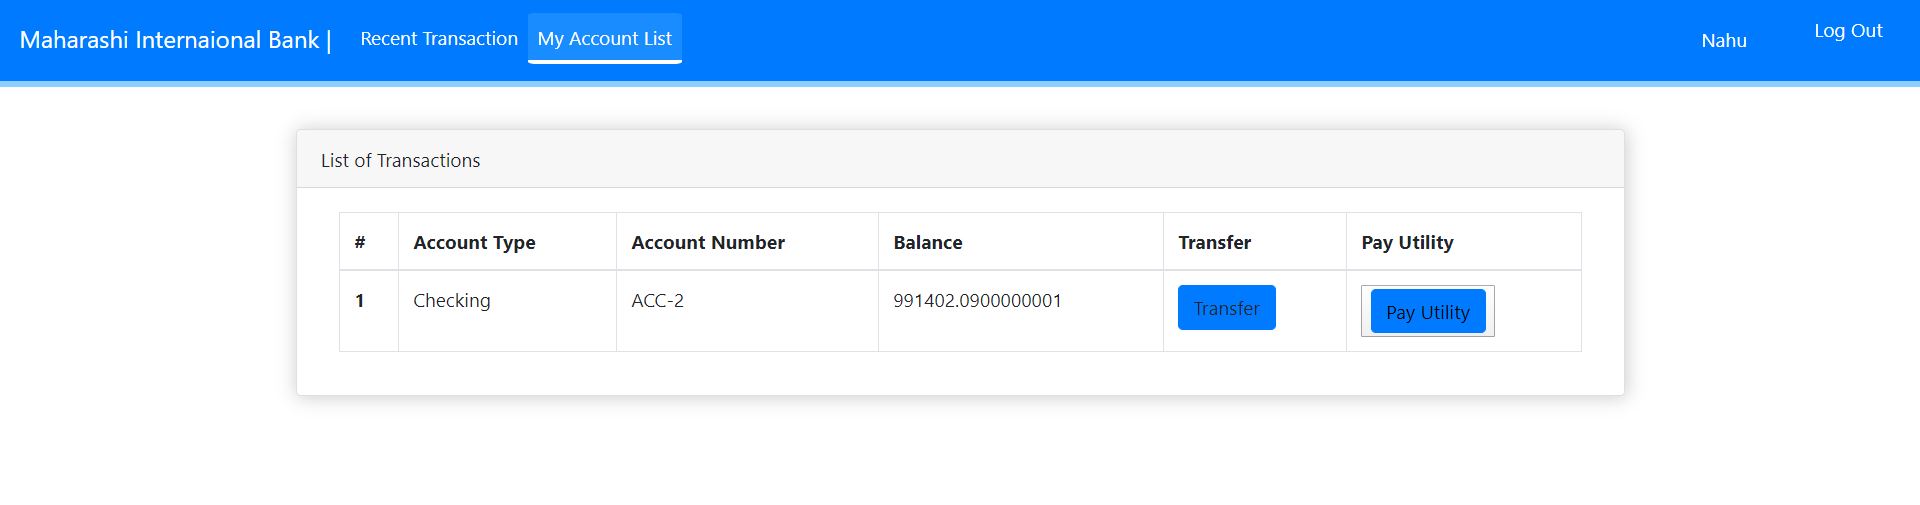 Maharashi Internaional Bank | Recent Transaction My Account List Nahu Log Out
List of Transactions
# Account Type Account Number Balance Transfer Pay Utility
1 Checking ACC-2 991402.0900000001 Transfer Pay Utility